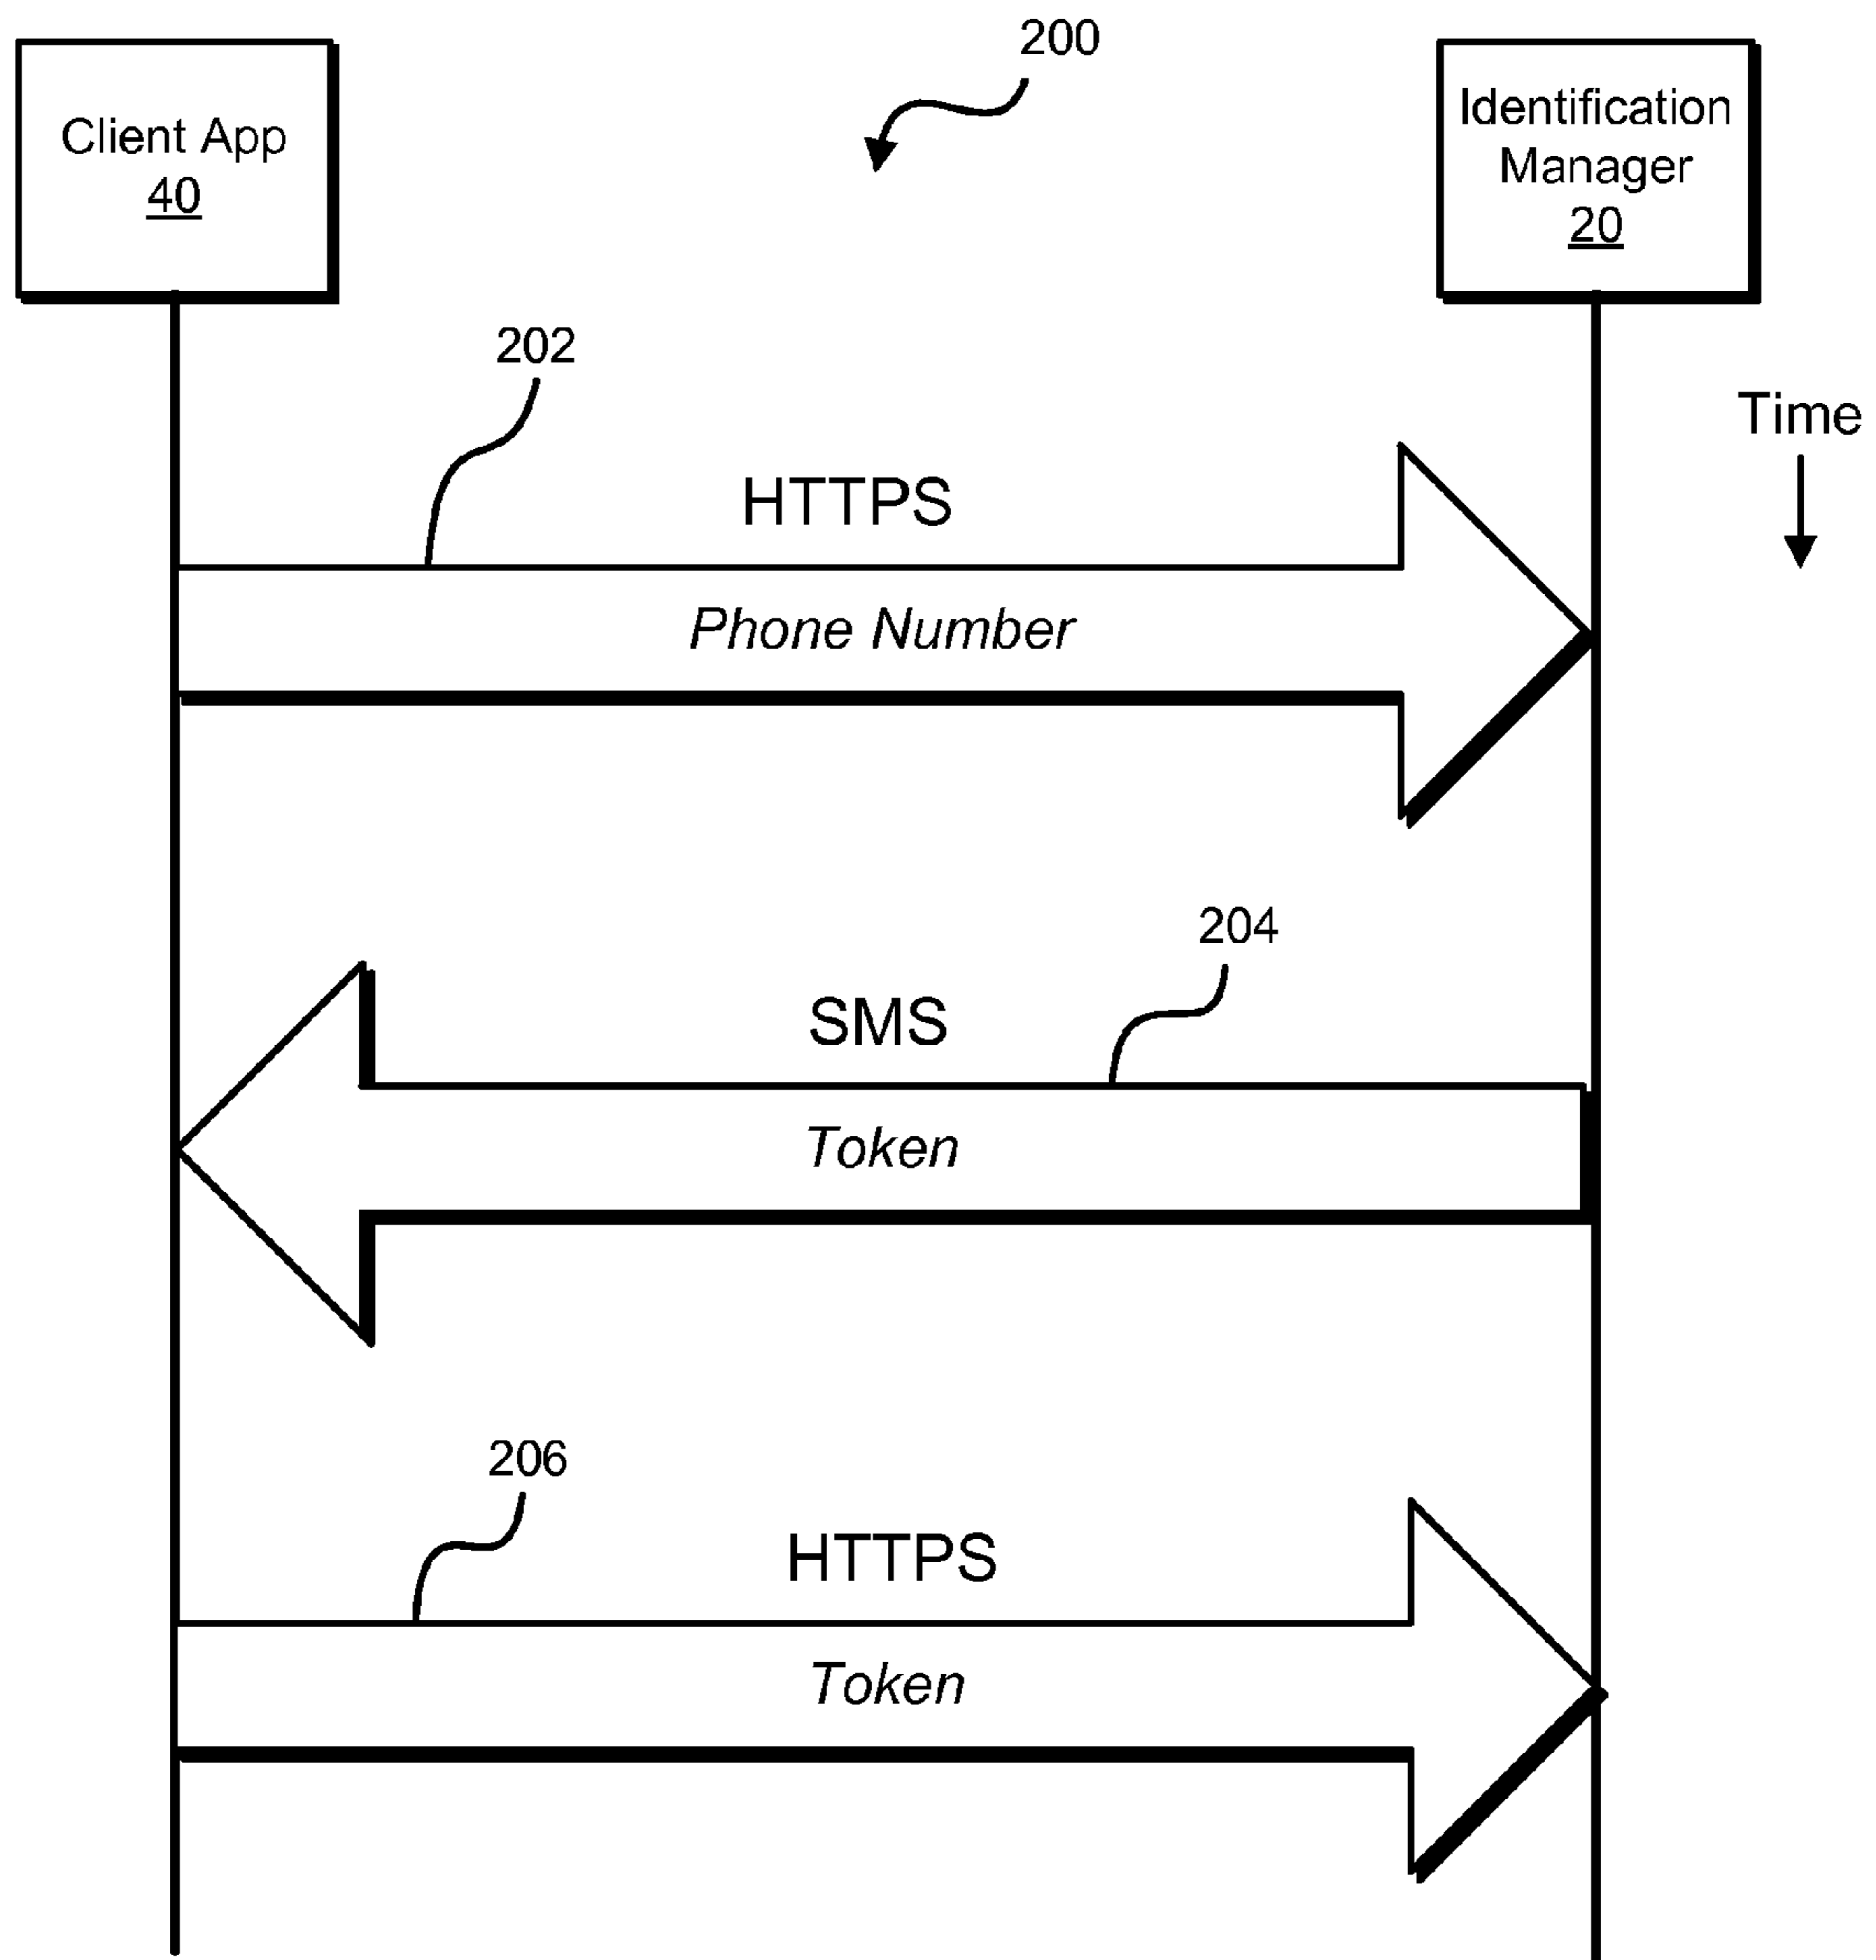 200
Client App
40
Identification
Manager
20
202
Time
HTTPS
Phone Number
204
SMS
Token
206
HTTPS
Token